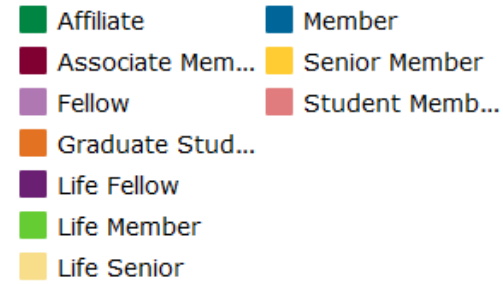 Affiliate
Associate Mem...
Fellow
Graduate Stud...
Life Fellow
Life Member
Life Senior
Member
Senior Member
Student Memb...